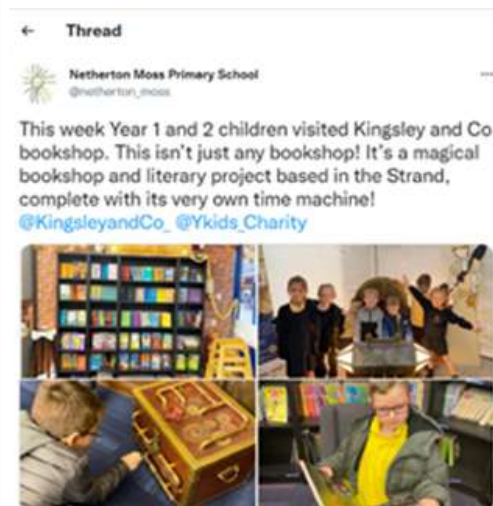 Thread
Netherton Moss Primary School
@netherton_moss
This week Year 1 and 2 children visited Kingsley and Co
bookshop. This isn't just any bookshop! It's a magical
bookshop and literary project based in the Strand,
complete with its very own time machine!
@KingsleyandCo_ @Ykids_Charity